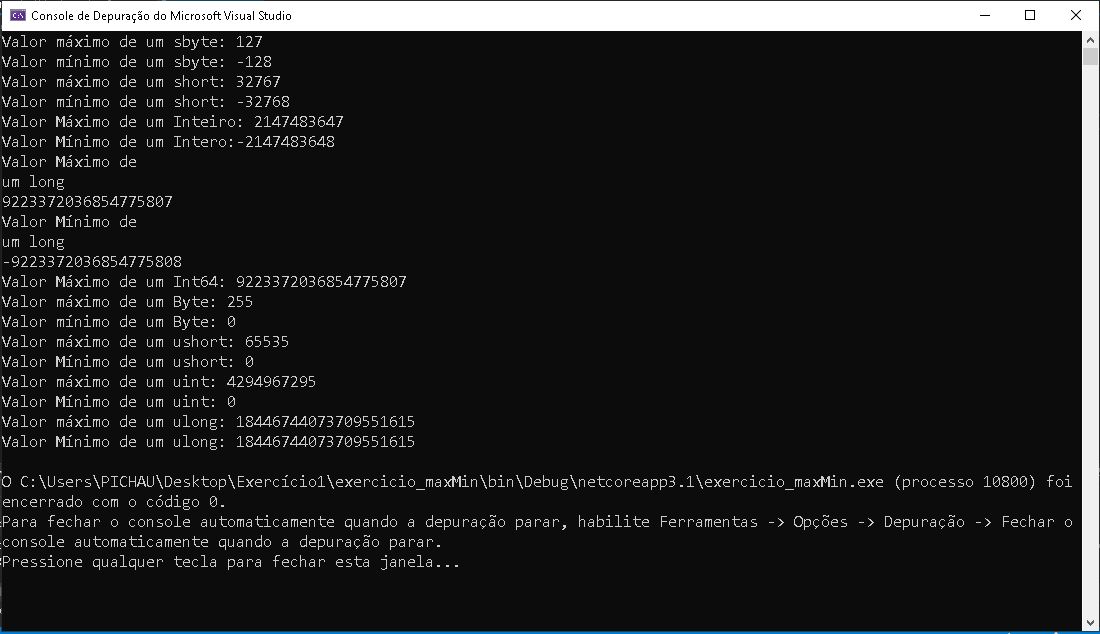 Console de Depuração do Microsoft Visual Studio
Valor máximo de um sbyte: 127
Valor mínimo de um sbyte: -128
Valor máximo de um short: 32767
Valor mínimo de um short: -32768
Valor Máximo de um Inteiro: 2147483647
Valor Mínimo de um Intero:-2147483648
Valor Máximo de
um long
9223372036854775807
Valor Mínimo de
um long
-9223372036854775808
Valor Máximo de um Int64: 9223372036854775807
Valor máximo de um Byte: 255
Valor mínimo de um Byte: 0
Valor máximo de um ushort: 65535
Valor Mínimo de um ushort: 0
Valor máximo de um uint: 4294967295
Valor Mínimo de um uint: 0
Valor máximo de um ulong: 18446744073709551615
Valor Mínimo de um ulong: 18446744073709551615
O C:\Users\PICHAU\Desktop\Exercício1\exercicio_maxMin\bin\Debug\netcoreapp3.1\exercicio_maxMin.exe (processo 10800) foi
encerrado com o código 0.
Para fechar o console automaticamente quando a depuração parar, habilite Ferramentas -> Opções -> Depuração -> Fechar o
console automaticamente quando a depuração parar.
Pressione qualquer tecla para fechar esta janela...